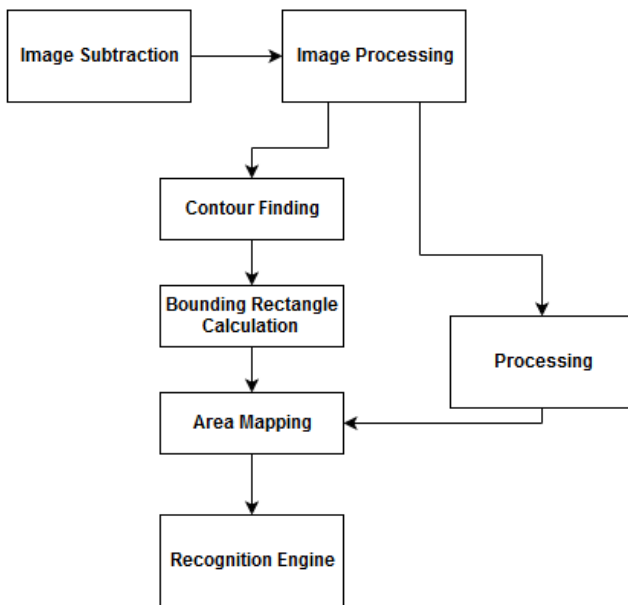 Image Subtraction
Image Processing
Contour Finding
Bounding Rectangle
Calculation
Processing
Area Mapping
Recognition Engine